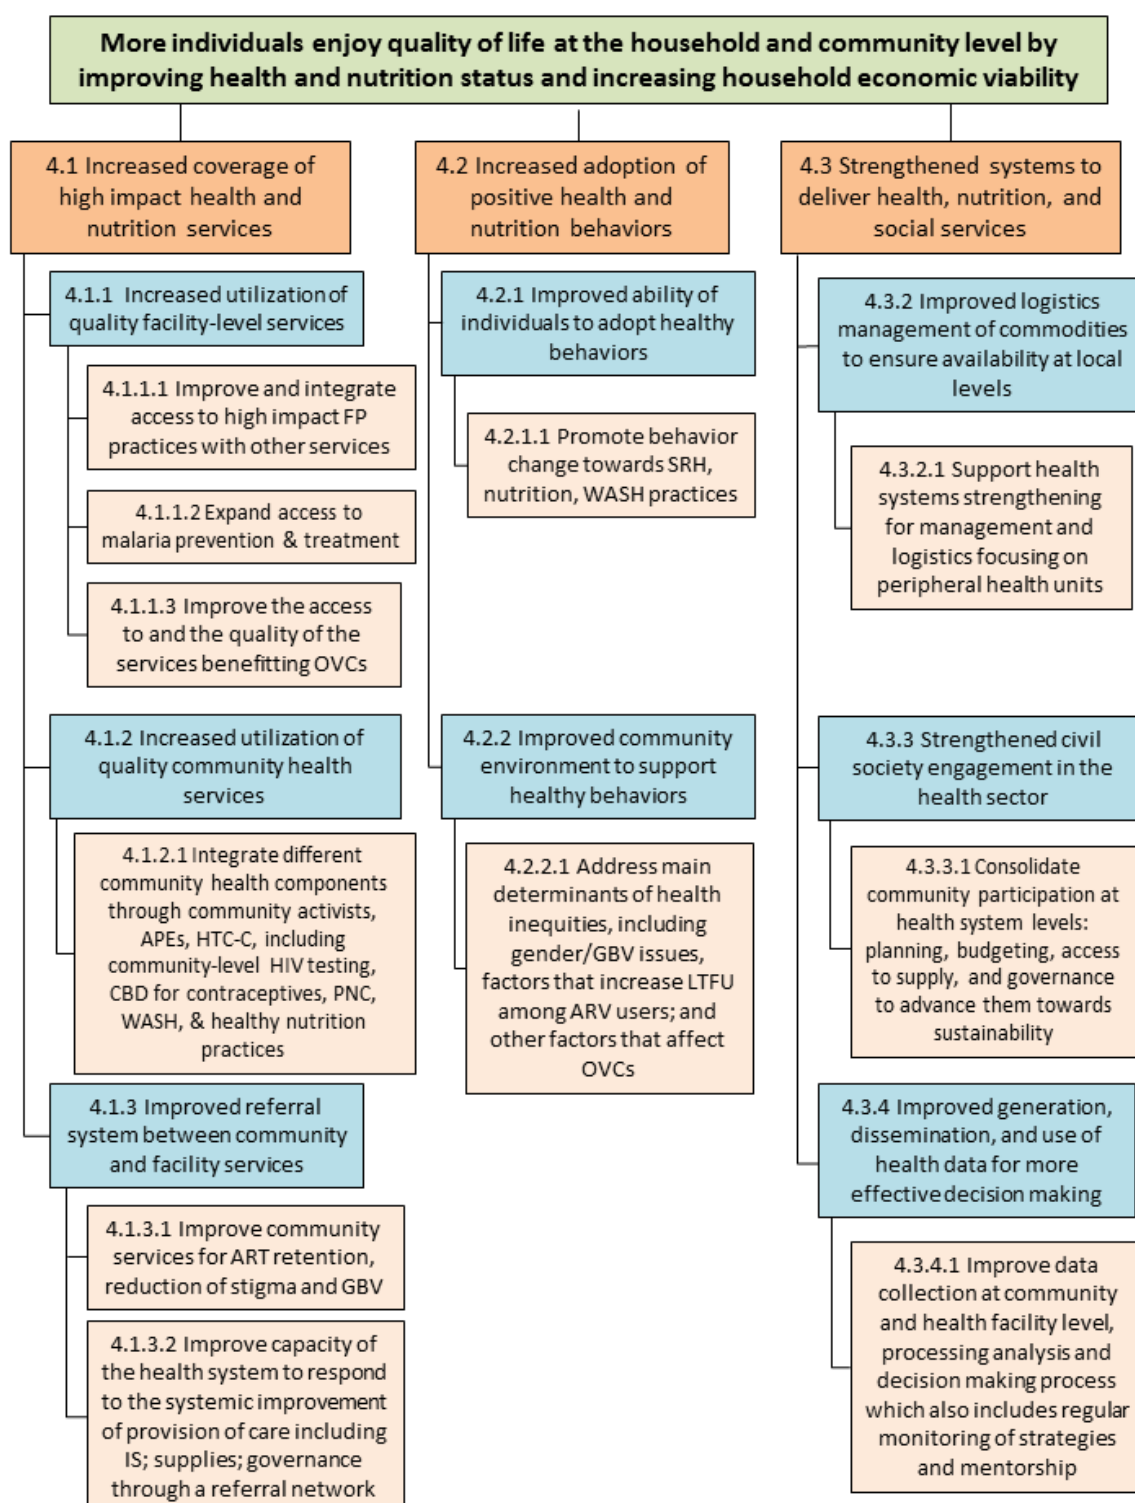 More individuals enjoy quality of life at the household and community level by
improving health and nutrition status and increasing household economic viability
4.1 Increased coverage of
high impact health and
nutrition services
4.1.1 Increased utilization of
quality facility-level services
4.1.1.1 Improve and integrate
access to high impact FP
practices with other services
4.1.1.2 Expand access to
malaria prevention & treatment
4.1.1.3 Improve the access
to and the quality of the
services benefitting OVCs
4.1.2 Increased utilization of
quality community health
services
4.1.2.1 Integrate different
community health components
through community activists,
APEs, HTC-C, including
community-level HIV testing,
CBD for contraceptives, PNC,
WASH, & healthy nutrition
practices
4.1.3 Improved referral
system between community
and facility services
4.1.3.1 Improve community
services for ART retention,
reduction of stigma and GBV
4.1.3.2 Improve capacity of
the health system to respond
to the systemic improvement
of provision of care including
IS; supplies; governance
through a referral network
4.2 Increased adoption of
positive health and
nutrition behaviors
4.2.1 Improved ability of
individuals to adopt healthy
behaviors
4.2.1.1 Promote behavior
change towards SRH,
nutrition, WASH practices
4.2.2 Improved community
environment to support
healthy behaviors
4.2.2.1 Address main
determinants of health
inequities, including
gender/GBV issues,
factors that increase LTFU
among ARV users; and
other factors that affect
OVCs
4.3 Strengthened systems to
deliver health, nutrition, and
social services
4.3.2 Improved logistics
management of commodities
to ensure availability at local
levels
4.3.2.1 Support health
systems strengthening
for management and
logistics focusing on
peripheral health units
4.3.3 Strengthened civil
society engagement in the
health sector
4.3.3.1 Consolidate
community participation at
health system levels:
planning, budgeting, access
to supply, and governance
to advance them towards
sustainability
4.3.4 Improved generation,
dissemination, and use of
health data for more
effective decision making
4.3.4.1 Improve data
collection at community
and health facility level,
processing analysis and
decision making process
which also includes regular
monitoring of strategies
and mentorship